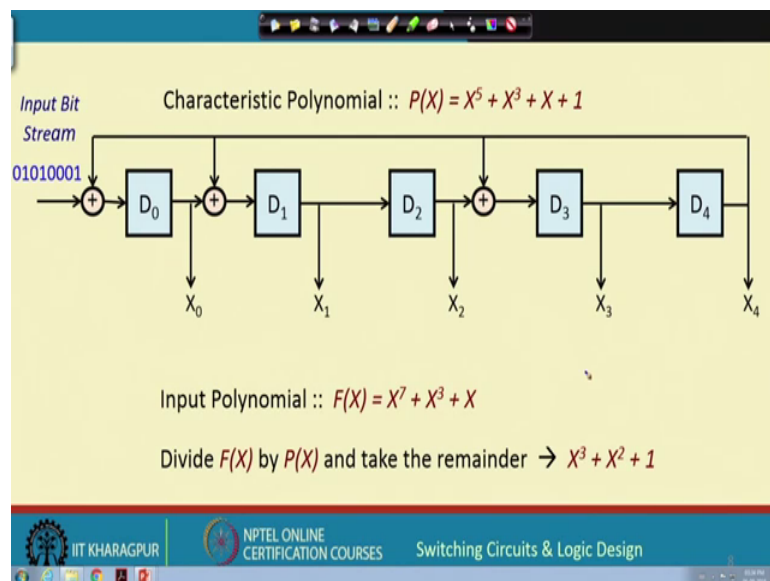 Input Bit
Stream
01010001
Characteristic Polynomial :: P(X) = X⁵ + X³ + X + 1
+ D₀ + D₁ D₂ + D₃ D₄
X₀ X₁ X₂ X₃ X₄
Input Polynomial :: F(X) = X⁷ + X³ + X
Divide F(X) by P(X) and take the remainder → X³ + X² + 1
IIT KHARAGPUR
NPTEL ONLINE
CERTIFICATION COURSES
Switching Circuits & Logic Design